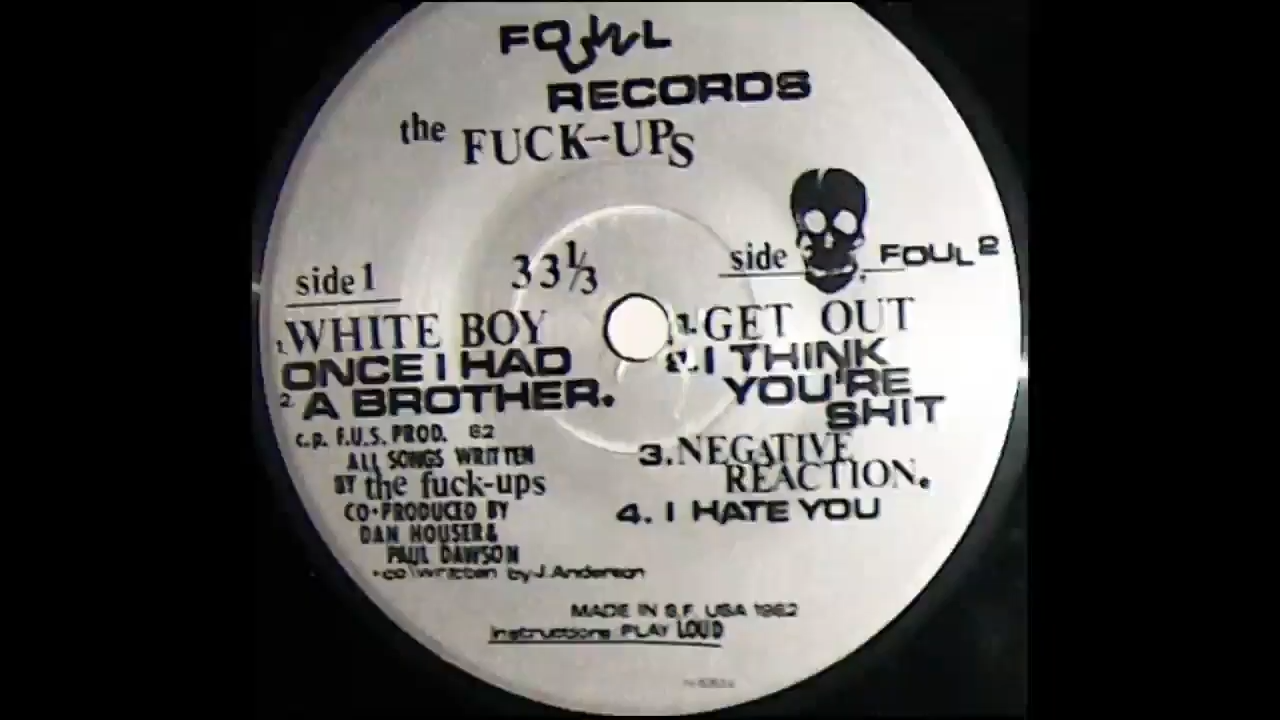 FOUWL
RECORDS
the FUCK-UPs
side 1
33⅓
1. WHITE BOY
ONCE I HAD
2. A BROTHER.
c.p. F.U.S. PROD. 82
ALL SONGS WRITTEN
BY the fuck-ups
CO-PRODUCED BY
DAN HOUSER &
PAUL DAWSON
+co\written by J. Anderson
side
FOUL 2
1. GET OUT
2. I THINK
YOU'RE
SHIT
3. NEGATIVE
REACTION.
4. I HATE YOU
MADE IN S.F. USA 1982
instructions PLAY LOUD